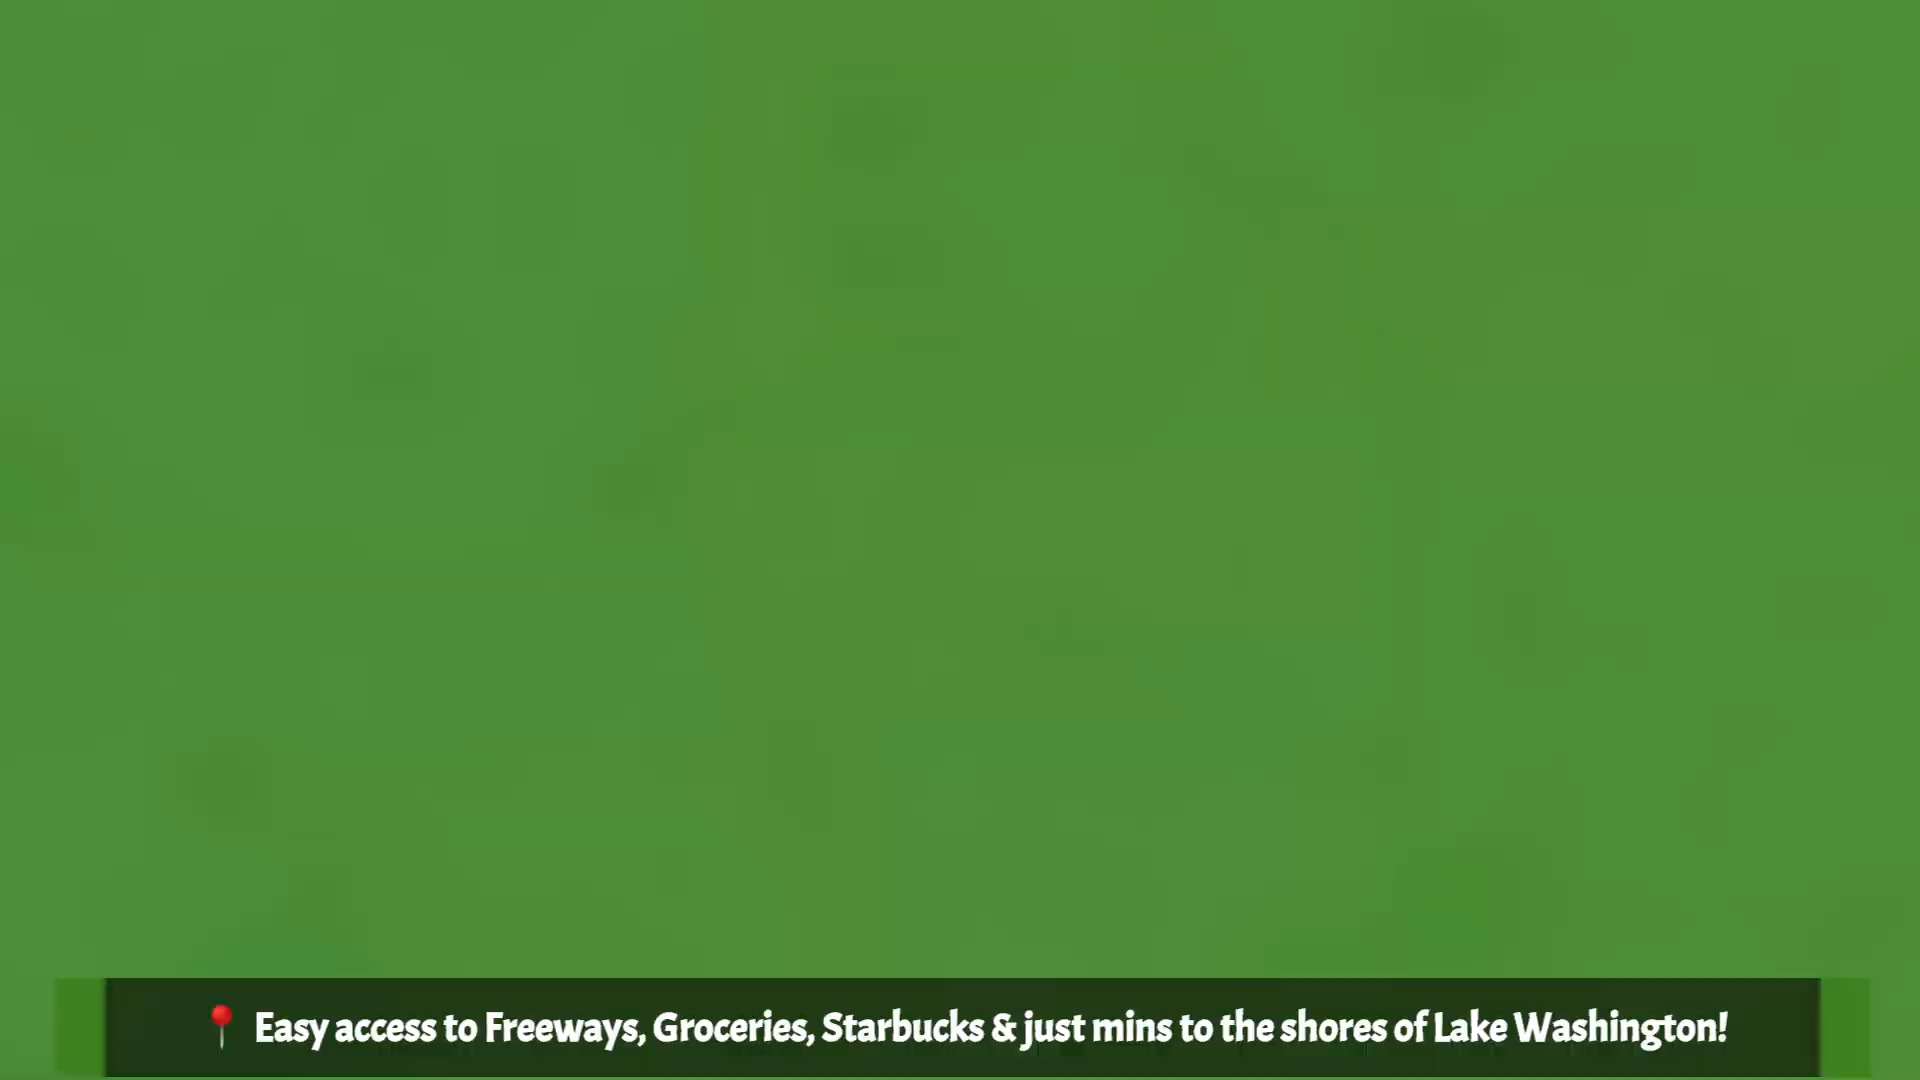 📍 Easy access to Freeways, Groceries, Starbucks & just mins to the shores of Lake Washington!